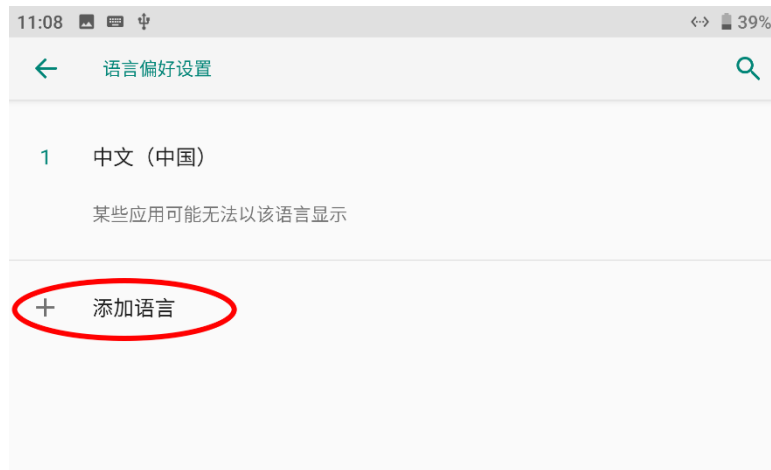 11:08 39%
语言偏好设置
1 中文（中国）
某些应用可能无法以该语言显示
添加语言